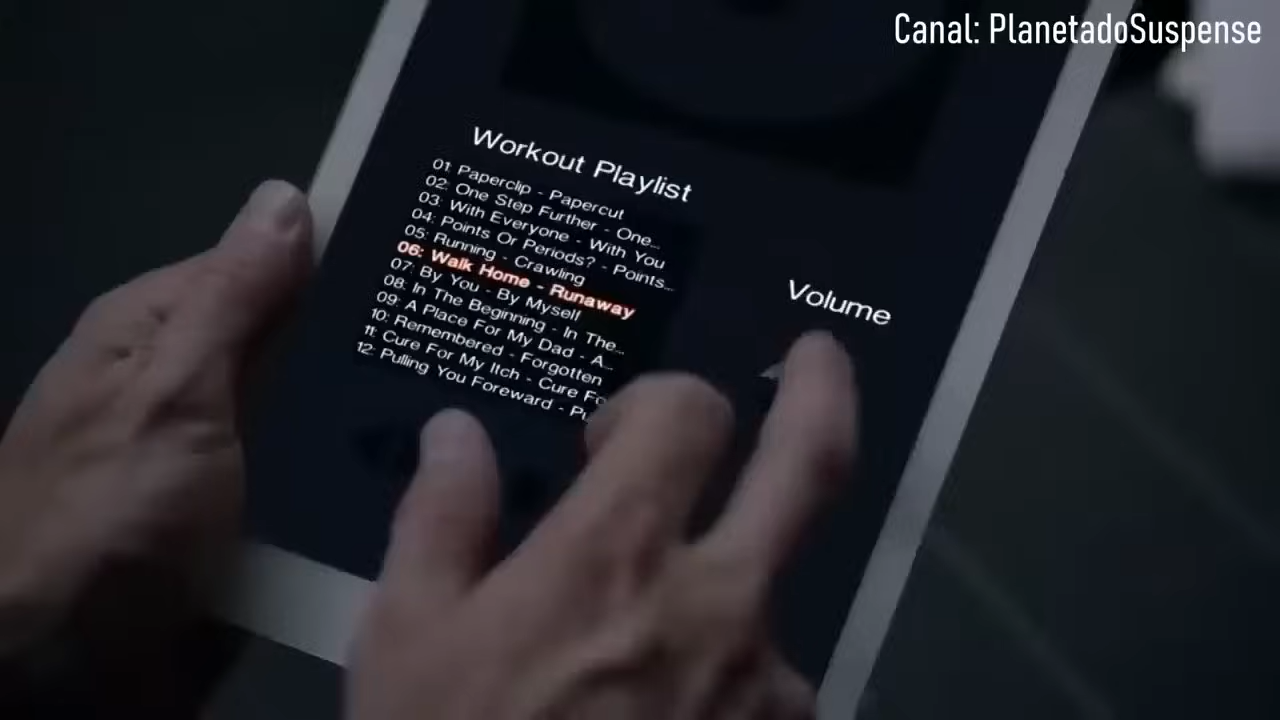 Canal: PlanetadoSuspense
Workout Playlist
01: Paperclip - Papercut
02: One Step Further - One...
03: With Everyone - With You
04: Points Or Periods? - Points...
05: Running - Crawling
06: Walk Home - Runaway
07: By You - By Myself
08: In The Beginning - In The...
09: A Place For My Dad - A...
10: Remembered - Forgotten
11: Cure For My Itch - Cure Fo
12: Pulling You Foreward - Pu
Volume